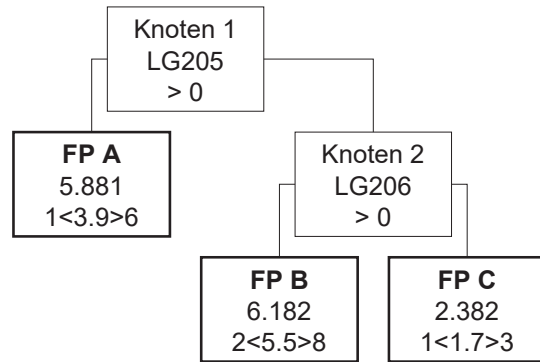 Knoten 1
LG205
> 0
FP A
5.881
1<3.9>6
Knoten 2
LG206
> 0
FP B
6.182
2<5.5>8
FP C
2.382
1<1.7>3